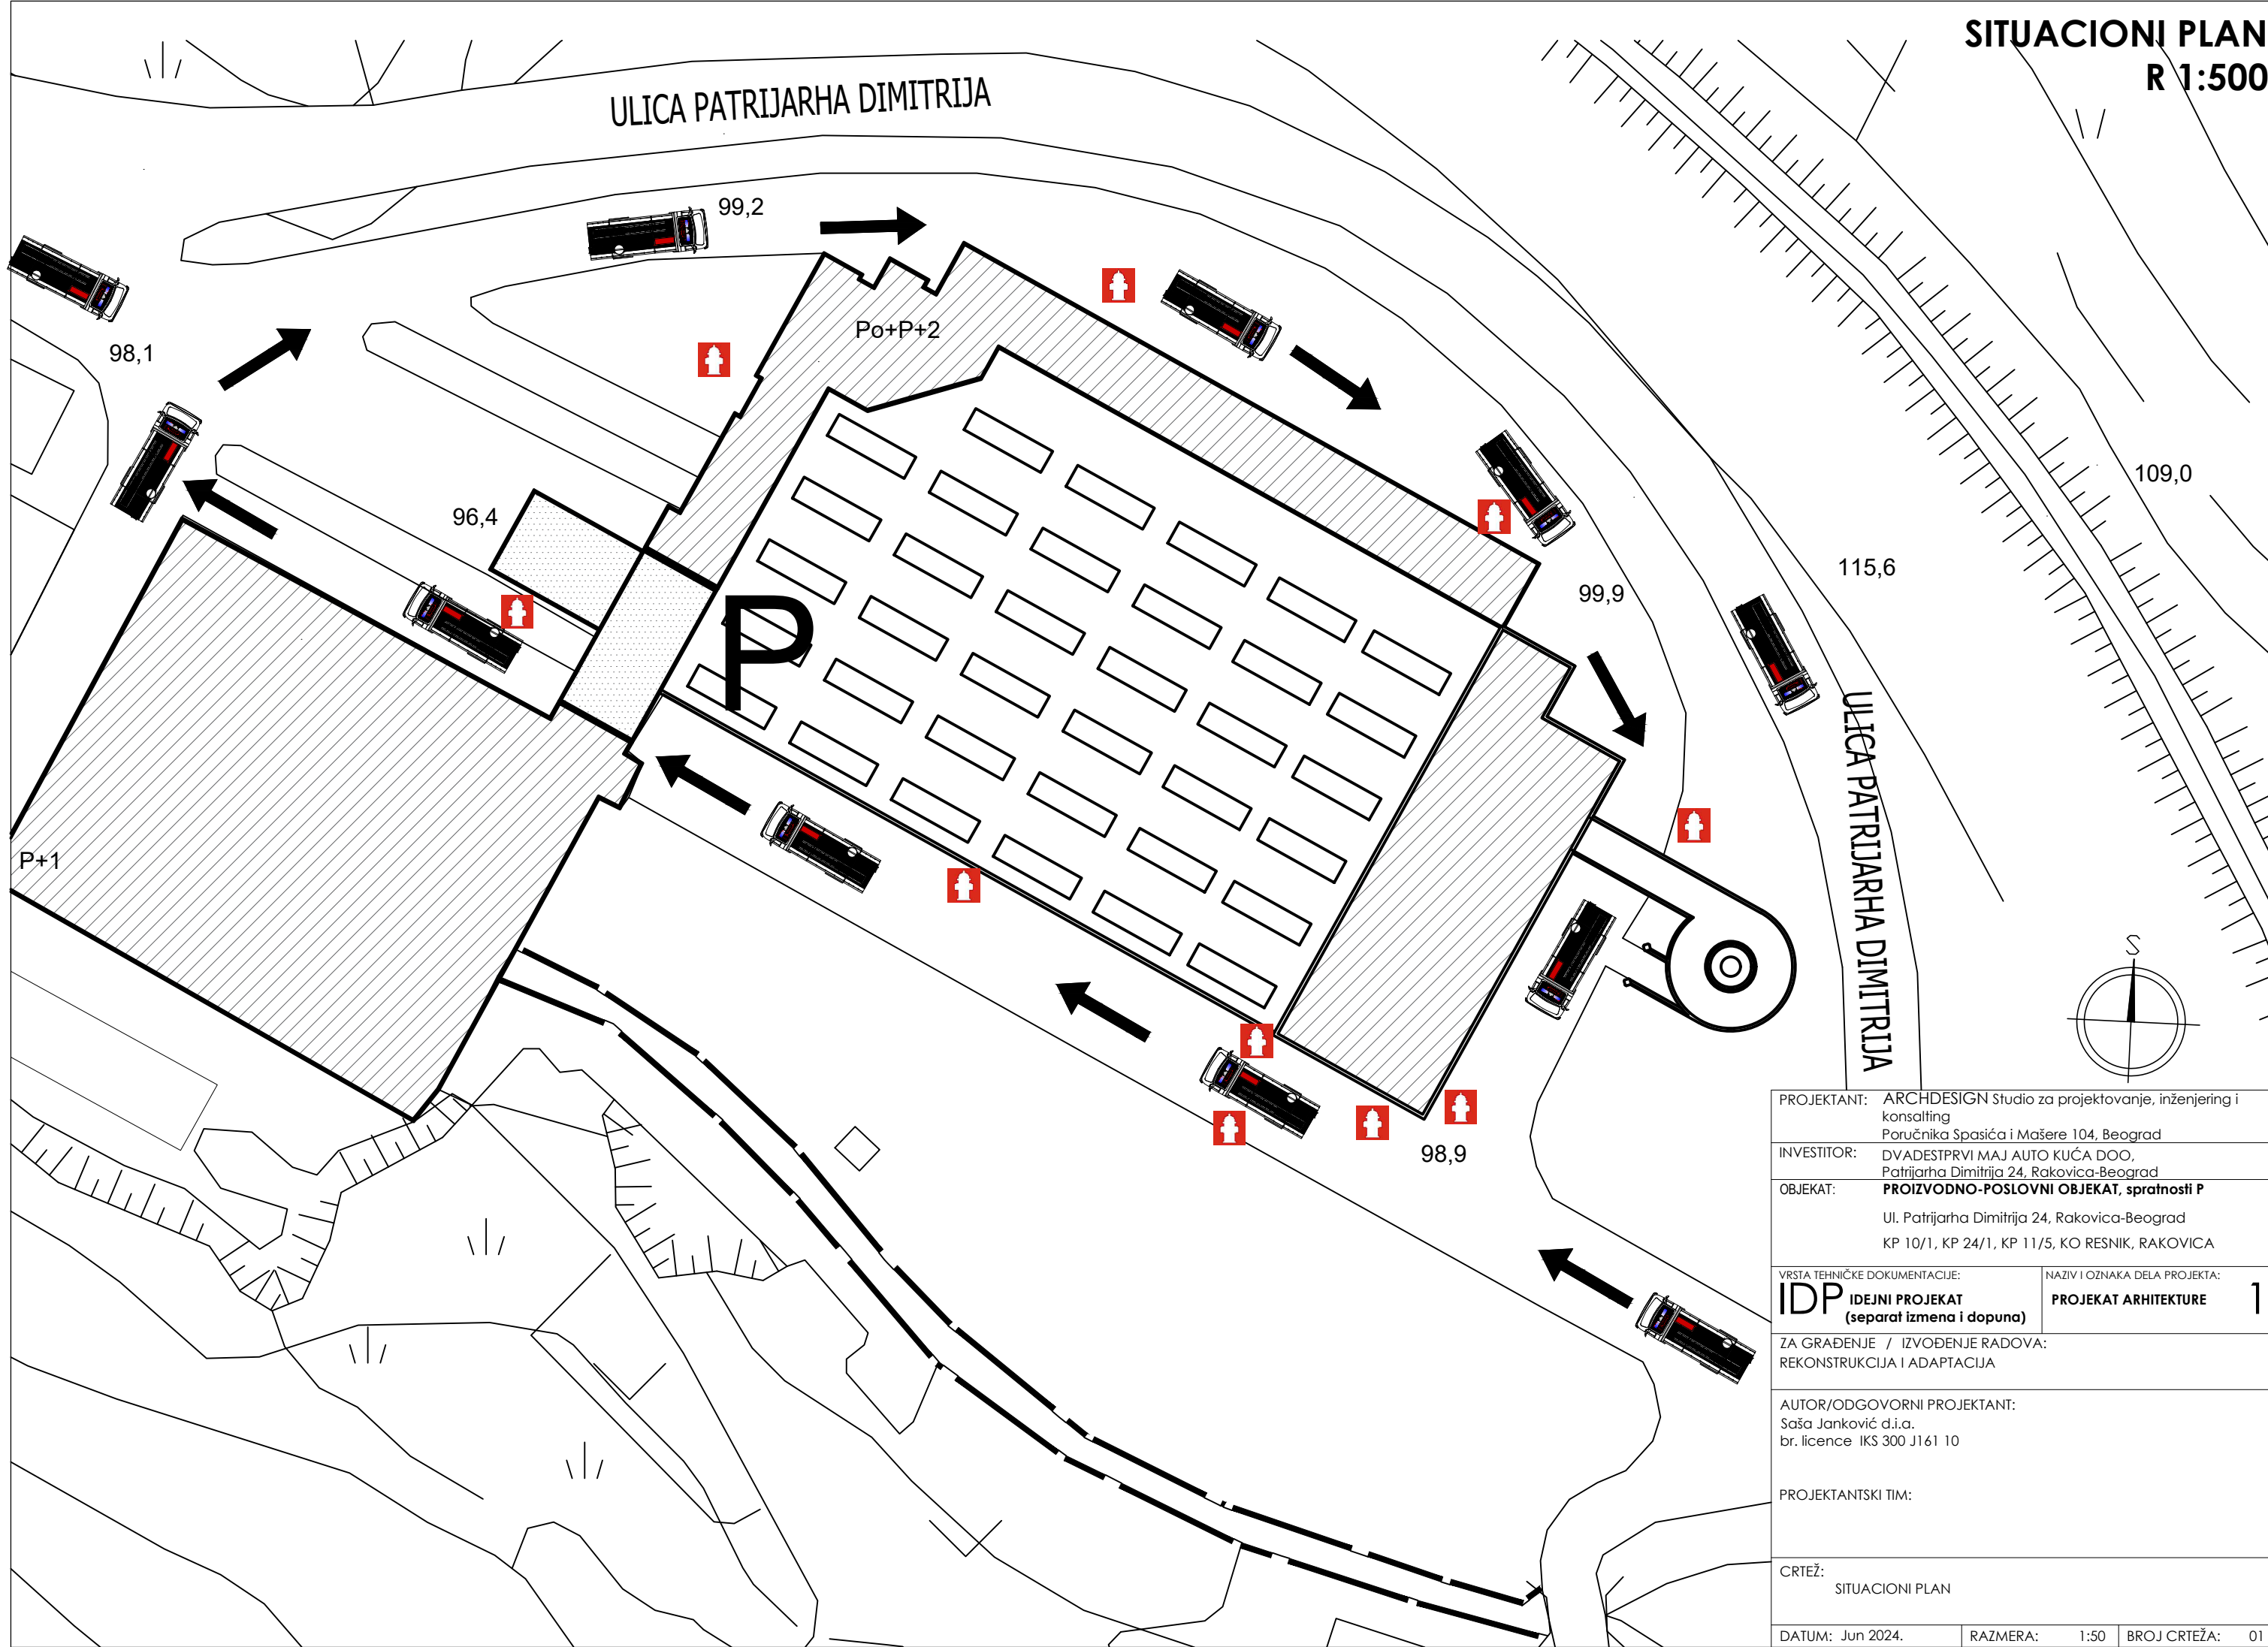 SITUACIONI PLAN
R 1:500
ULICA PATRIJARHA DIMITRIJA
99,2
98,1
Po+P+2
96,4
109,0
115,6
99,9
P
P+1
ULICA PATRIJARHA DIMITRIJA
S
98,9
PROJEKTANT: ARCHDESIGN Studio za projektovanje, inženjering i
konsalting
Poručnika Spasića i Mašere 104, Beograd
INVESTITOR: DVADESTPRVI MAJ AUTO KUĆA DOO,
Patrijarha Dimitrija 24, Rakovica-Beograd
OBJEKAT: PROIZVODNO-POSLOVNI OBJEKAT, spratnosti P
Ul. Patrijarha Dimitrija 24, Rakovica-Beograd
KP 10/1, KP 24/1, KP 11/5, KO RESNIK, RAKOVICA
VRSTA TEHNIČKE DOKUMENTACIJE:
IDP IDEJNI PROJEKAT
(separat izmena i dopuna)
NAZIV I OZNAKA DELA PROJEKTA:
PROJEKAT ARHITEKTURE 1
ZA GRAĐENJE / IZVOĐENJE RADOVA:
REKONSTRUKCIJA I ADAPTACIJA
AUTOR/ODGOVORNI PROJEKTANT:
Saša Janković d.i.a.
br. licence IKS 300 J161 10
PROJEKTANTSKI TIM:
CRTEŽ:
SITUACIONI PLAN
DATUM: Jun 2024. RAZMERA: 1:50 BROJ CRTEŽA: 01